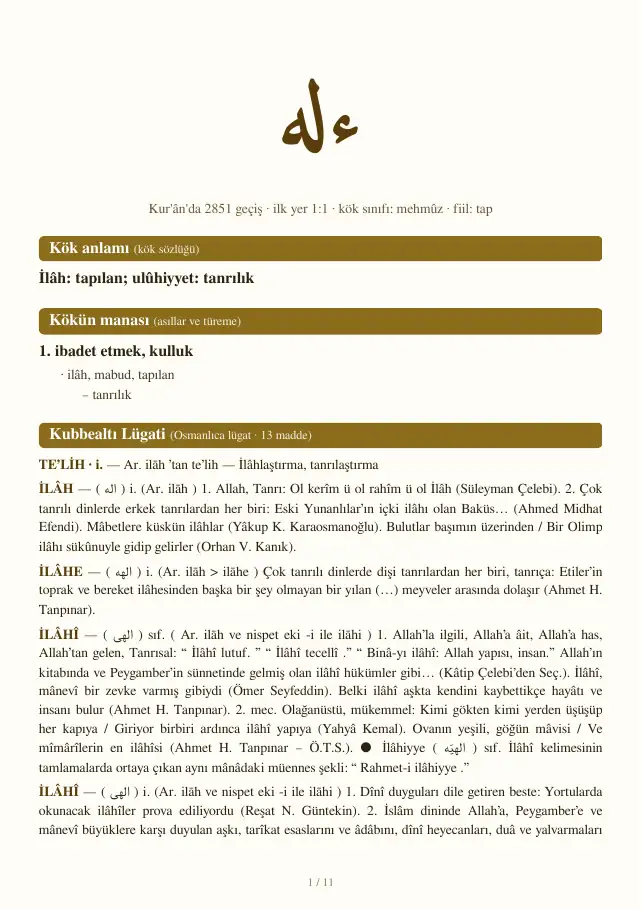 ءله
Kur'ân'da 2851 geçiş · ilk yer 1:1 · kök sınıfı: mehmûz · fiil: tap
Kök anlamı (kök sözlüğü)
İlâh: tapılan; ulûhiyyet: tanrılık
Kökün manası (asıllar ve türeme)
1. ibadet etmek, kulluk
· ilâh, mabud, tapılan
– tanrılık
Kubbealtı Lügati (Osmanlıca lügat · 13 madde)
TE’LİH · i. — Ar. ilāh ’tan te’lih — İlâhlaştırma, tanrılaştırma
İLÂH — ( اله ) i. (Ar. ilāh ) 1. Allah, Tanrı: Ol kerîm ü ol rahîm ü ol İlâh (Süleyman Çelebi). 2. Çok
tanrılı dinlerde erkek tanrılardan her biri: Eski Yunanlılar’ın içki ilâhı olan Baküs… (Ahmed Midhat
Efendi). Mâbetlere küskün ilâhlar (Yâkup K. Karaosmanoğlu). Bulutlar başımın üzerinden / Bir Olimp
ilâhı sükûnuyle gidip gelirler (Orhan V. Kanık).
İLÂHE — ( الهه ) i. (Ar. ilāh > ilāhe ) Çok tanrılı dinlerde dişi tanrılardan her biri, tanrıça: Etiler’in
toprak ve bereket ilâhesinden başka bir şey olmayan bir yılan (…) meyveler arasında dolaşır (Ahmet H.
Tanpınar).
İLÂHÎ — ( الهى ) sıf. ( Ar. ilāh ve nispet eki -i ile ilāhi ) 1. Allah’la ilgili, Allah’a âit, Allah’a has,
Allah’tan gelen, Tanrısal: “ İlâhî lutuf. ” “ İlâhî tecellî .” “ Binâ-yı ilâhî: Allah yapısı, insan.” Allah’ın
kitabında ve Peygamber’in sünnetinde gelmiş olan ilâhî hükümler gibi… (Kâtip Çelebi’den Seç.). İlâhî,
mânevî bir zevke varmış gibiydi (Ömer Seyfeddin). Belki ilâhî aşkta kendini kaybettikçe hayâtı ve
insanı bulur (Ahmet H. Tanpınar). 2. mec. Olağanüstü, mükemmel: Kimi gökten kimi yerden üşüşüp
her kapıya / Giriyor birbiri ardınca ilâhî yapıya (Yahyâ Kemal). Ovanın yeşili, göğün mâvisi / Ve
mîmârîlerin en ilâhîsi (Ahmet H. Tanpınar – Ö.T.S.). ● İlâhiyye ( الهيّه ) sıf. İlâhî kelimesinin
tamlamalarda ortaya çıkan aynı mânâdaki müennes şekli: “ Rahmet-i ilâhiyye .”
İLÂHÎ — ( الهى ) i. (Ar. ilāh ve nispet eki -i ile ilāhi ) 1. Dînî duyguları dile getiren beste: Yortularda
okunacak ilâhîler prova ediliyordu (Reşat N. Güntekin). 2. İslâm dininde Allah’a, Peygamber’e ve
mânevî büyüklere karşı duyulan aşkı, tarîkat esaslarını ve âdâbını, dînî heyecanları, duâ ve yalvarmaları
1 / 11